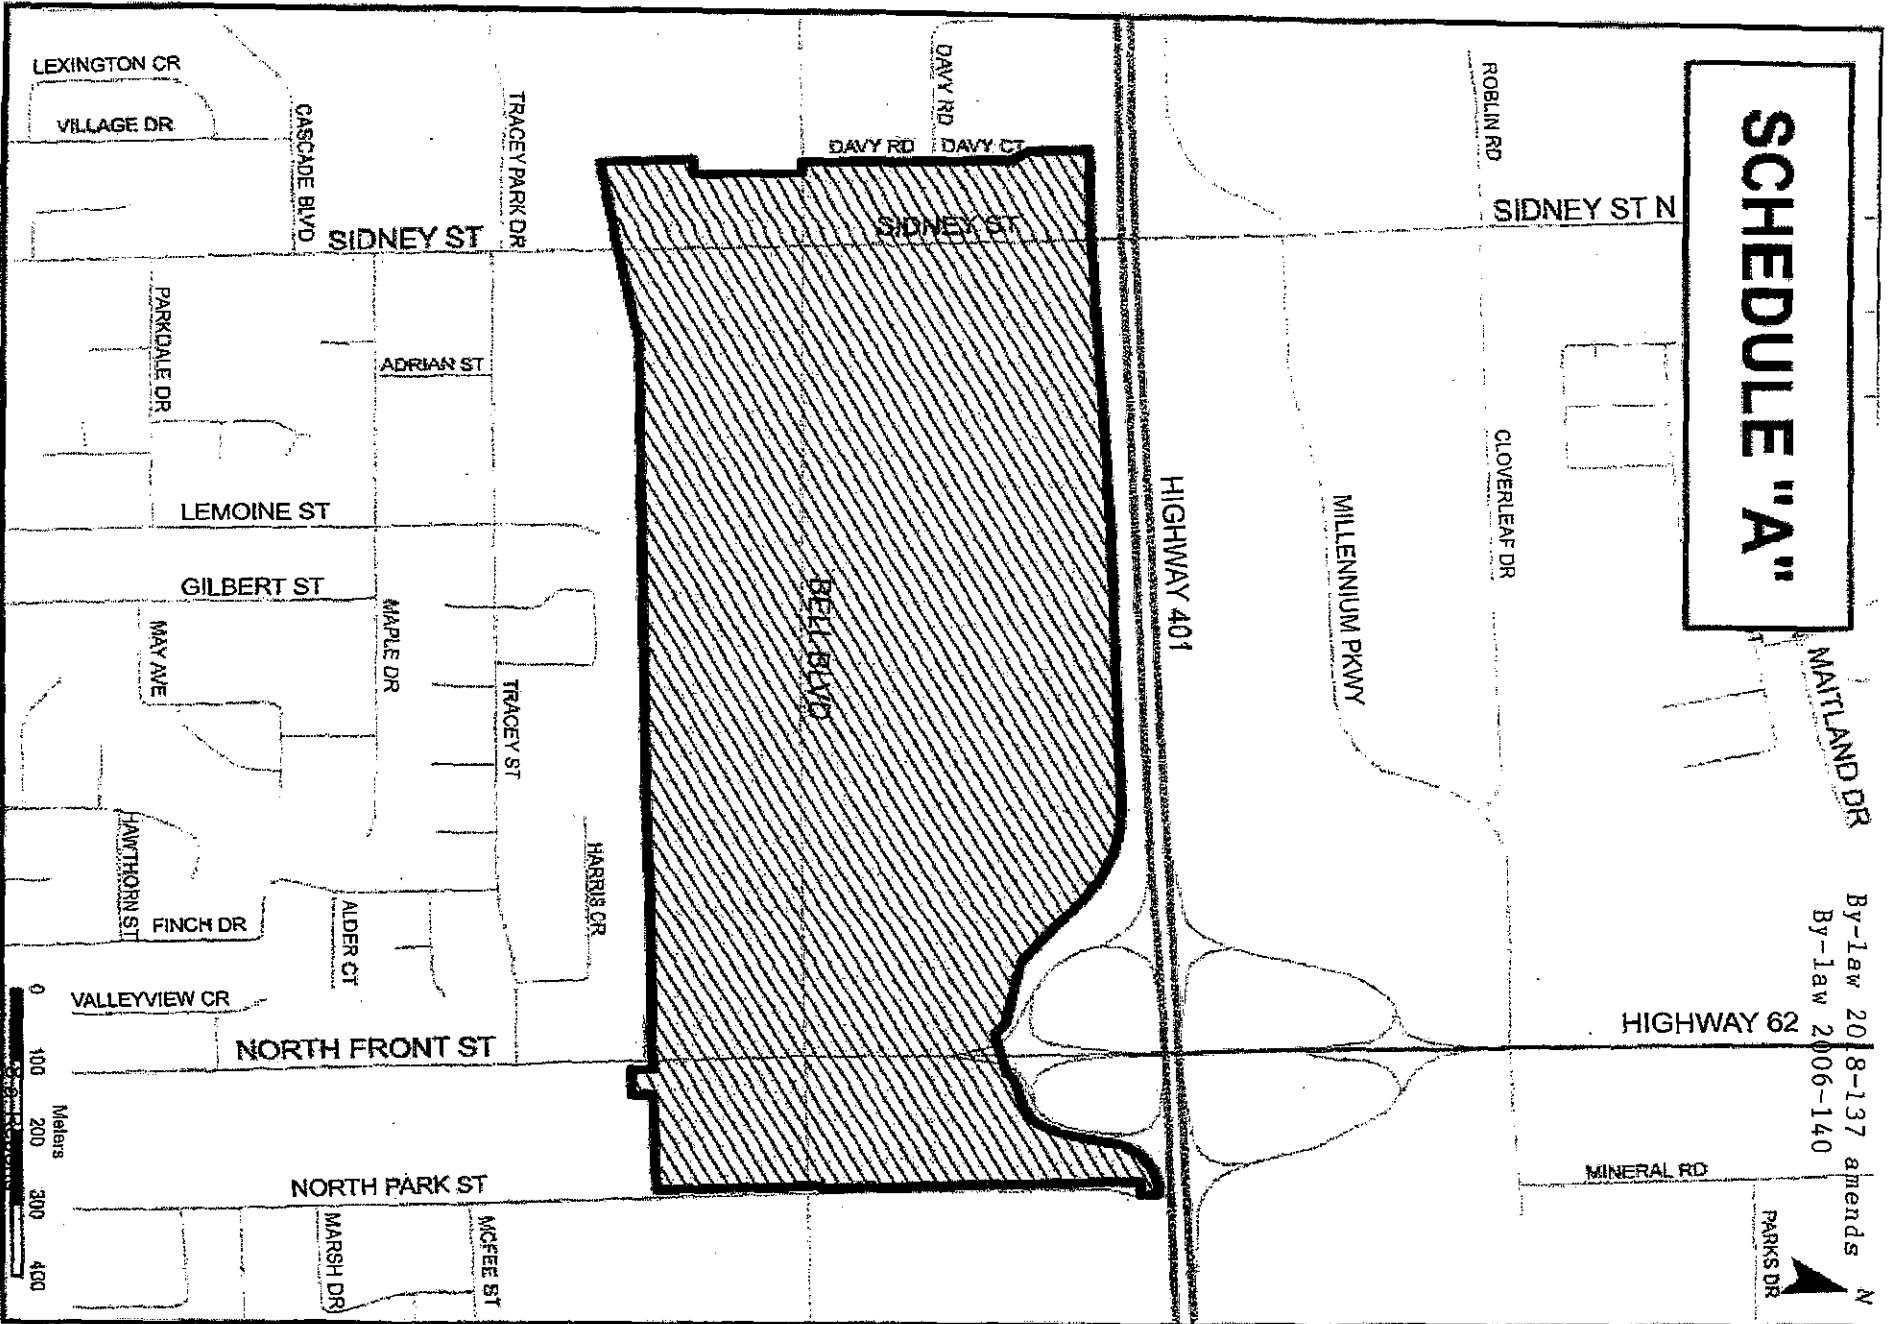 SCHEDULE "A"
By-law 2018-137 amends
By-law 2006-140
N
MAITLAND DR
PARKS DR
MINERAL RD
HIGHWAY 62
SIDNEY ST N
ROBLIN RD
CLOVERLEAF DR
MILLENNIUM PKWY
HIGHWAY 401
DAVY RD
DAVY RD
DAVY CT
SIDNEY ST
BELL BLVD
TRACEY PARK DR
CASCADE BLVD
LEXINGTON CR
VILLAGE DR
SIDNEY ST
PARKDALE DR
ADRIAN ST
LEMOINE ST
GILBERT ST
MAPLE DR
MAY AVE
TRACEY ST
HARRIS CR
HAWTHORN ST
FINCH DR
ALDER CT
VALLEYVIEW CR
NORTH FRONT ST
NORTH PARK ST
MARSH DR
MCFEE ST
Meters
0 100 200 300 400